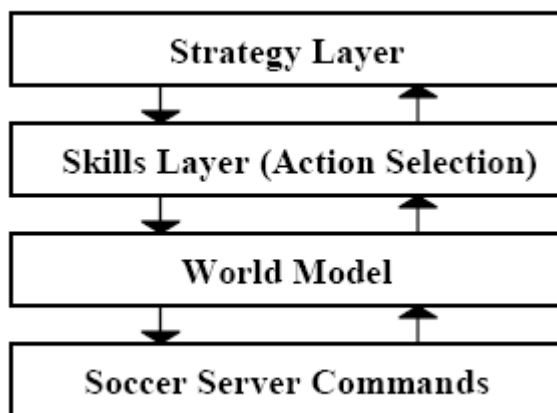 Strategy Layer
Skills Layer (Action Selection)
World Model
Soccer Server Commands